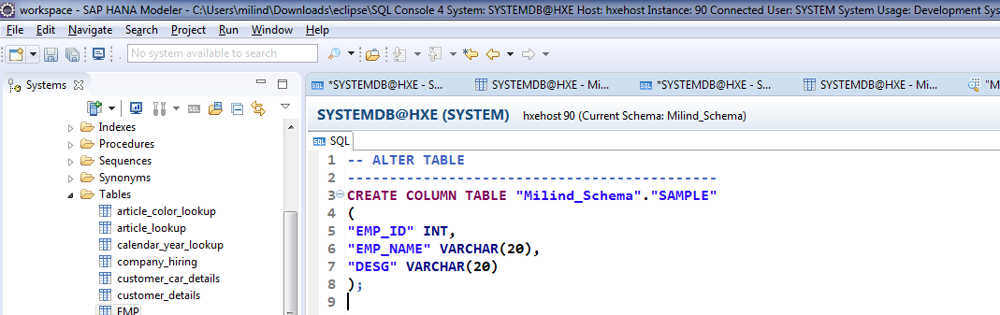 workspace - SAP HANA Modeler - C:\Users\milind\Downloads\eclipse\SQL Console 4 System: SYSTEMDB@HXE Host: hxehost Instance: 90 Connected User: SYSTEM System Usage: Development Sys
File Edit Navigate Search Project Run Window Help
No system available to search
Systems
*SYSTEMDB@HXE - S... SYSTEMDB@HXE - Mi... *SYSTEMDB@HXE - S... SYSTEMDB@HXE - Mi... "M
SYSTEMDB@HXE (SYSTEM) hxehost 90 (Current Schema: Milind_Schema)
SQL
Indexes
Procedures
Sequences
Synonyms
Tables
article_color_lookup
article_lookup
calendar_year_lookup
company_hiring
customer_car_details
customer_details
EMP
1 -- ALTER TABLE
2 --------------------------------------------
3 CREATE COLUMN TABLE "Milind_Schema"."SAMPLE"
4 (
5 "EMP_ID" INT,
6 "EMP_NAME" VARCHAR(20),
7 "DESG" VARCHAR(20)
8 );
9